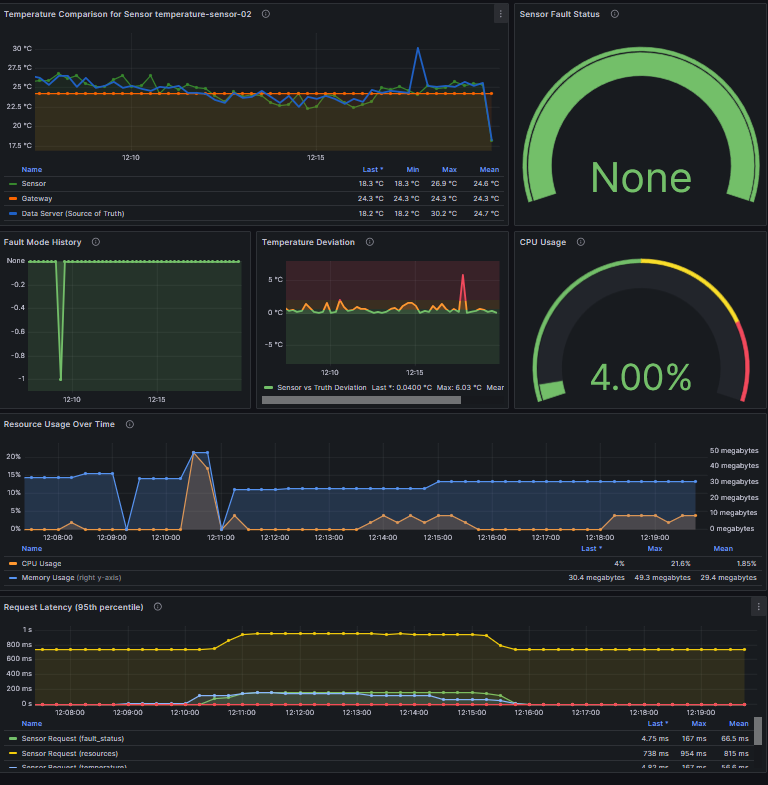 Temperature Comparison for Sensor temperature-sensor-02
30 °C
27.5 °C
25 °C
22.5 °C
20 °C
17.5 °C
12:10 12:15
Name Last * Min Max Mean
Sensor 18.3 °C 18.3 °C 26.9 °C 24.6 °C
Gateway 24.3 °C 24.3 °C 24.3 °C 24.3 °C
Data Server (Source of Truth) 18.2 °C 18.2 °C 30.2 °C 24.7 °C
Sensor Fault Status
None
Fault Mode History
None
-0.2
-0.4
-0.6
-0.8
-1
12:10 12:15
Temperature Deviation
5 °C
0 °C
-5 °C
12:10 12:15
Sensor vs Truth Deviation Last *: 0.0400 °C Max: 6.03 °C Mear
CPU Usage
4.00%
Resource Usage Over Time
20%
15%
10%
5%
0%
50 megabytes
40 megabytes
30 megabytes
20 megabytes
10 megabytes
0 megabytes
12:08:00 12:09:00 12:10:00 12:11:00 12:12:00 12:13:00 12:14:00 12:15:00 12:16:00 12:17:00 12:18:00 12:19:00
Name Last * Max Mean
CPU Usage 4% 21.6% 1.85%
Memory Usage (right y-axis) 30.4 megabytes 49.3 megabytes 29.4 megabytes
Request Latency (95th percentile)
1 s
800 ms
600 ms
400 ms
200 ms
0 s
12:08:00 12:09:00 12:10:00 12:11:00 12:12:00 12:13:00 12:14:00 12:15:00 12:16:00 12:17:00 12:18:00 12:19:00
Name Last * Max Mean
Sensor Request (fault_status) 4.75 ms 167 ms 66.5 ms
Sensor Request (resources) 738 ms 954 ms 815 ms
Sensor Request (temperature) 4.82 ms 167 ms 56.6 ms